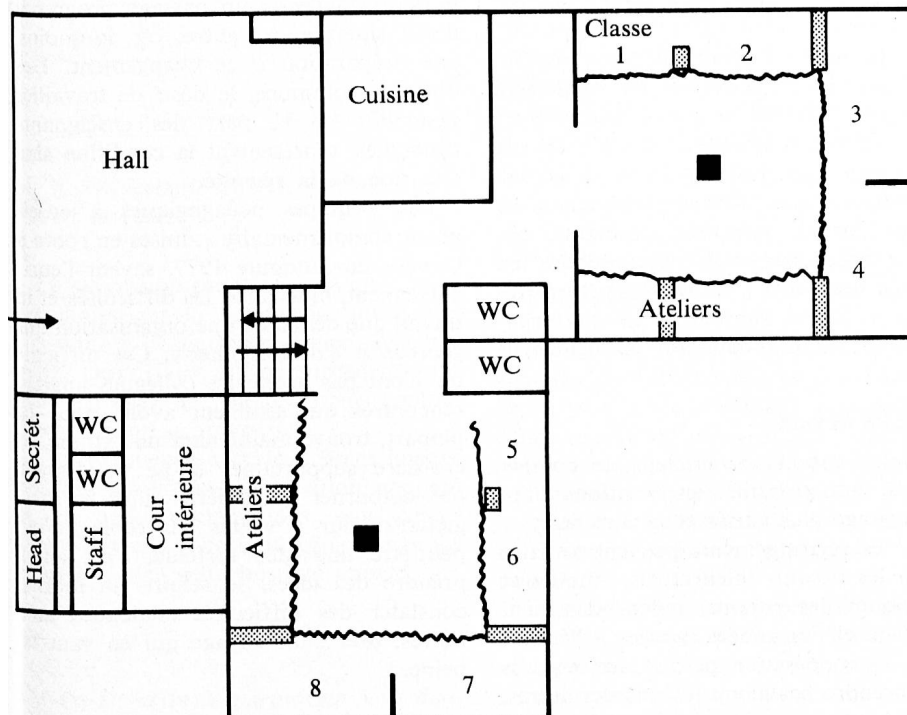 Classe
1
2
Cuisine
3
Hall
4
WC
Ateliers
WC
WC
5
WC
Secrét.
Head
Staff
Cour
intérieure
Ateliers
6
8
7